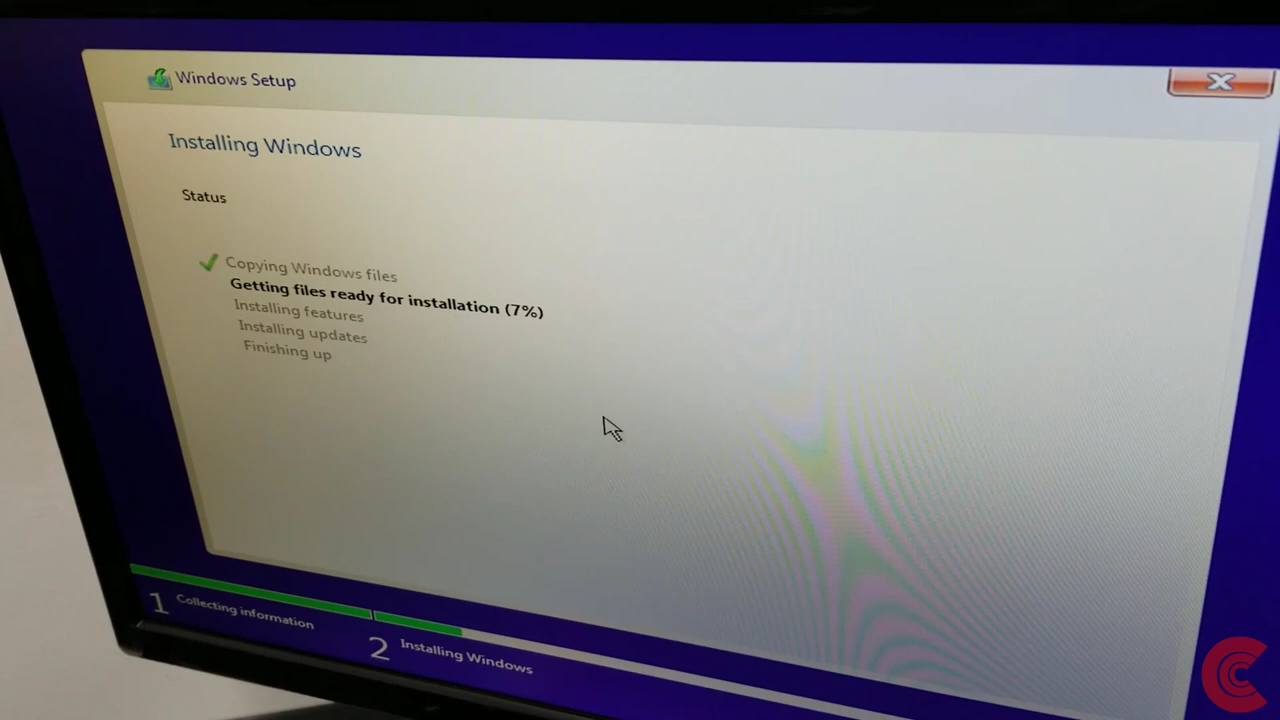 Windows Setup
Installing Windows
Status
Copying Windows files
Getting files ready for installation (7%)
Installing features
Installing updates
Finishing up
1 Collecting information
2 Installing Windows